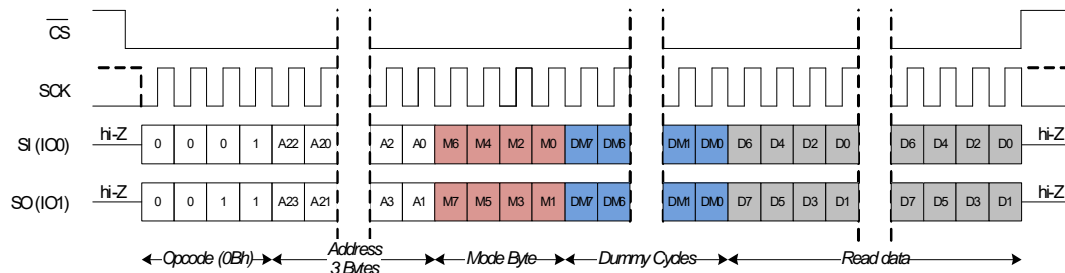 CS
SCK
SI (IO0) hi-Z 0 0 0 1 A22 A20 A2 A0 M6 M4 M2 M0 DM7 DM6 DM1 DM0 D6 D4 D2 D0 D6 D4 D2 D0 hi-Z
SO (IO1) hi-Z 0 0 1 1 A23 A21 A3 A1 M7 M5 M3 M1 DM7 DM6 DM1 DM0 D7 D5 D3 D1 D7 D5 D3 D1 hi-Z
Opcode (0Bh) Address Mode Byte Dummy Cycles Read data
3 Bytes